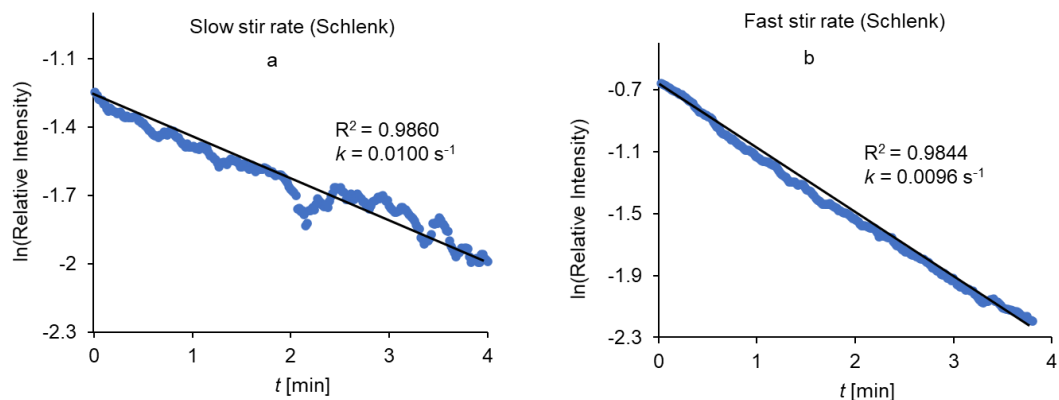 Slow stir rate (Schlenk)
a
ln(Relative Intensity)
-1.1
-1.4
-1.7
-2
-2.3
R² = 0.9860
k = 0.0100 s⁻¹
0 1 2 3 4
t [min]
Fast stir rate (Schlenk)
b
ln(Relative Intensity)
-0.7
-1.1
-1.5
-1.9
-2.3
R² = 0.9844
k = 0.0096 s⁻¹
0 1 2 3 4
t [min]